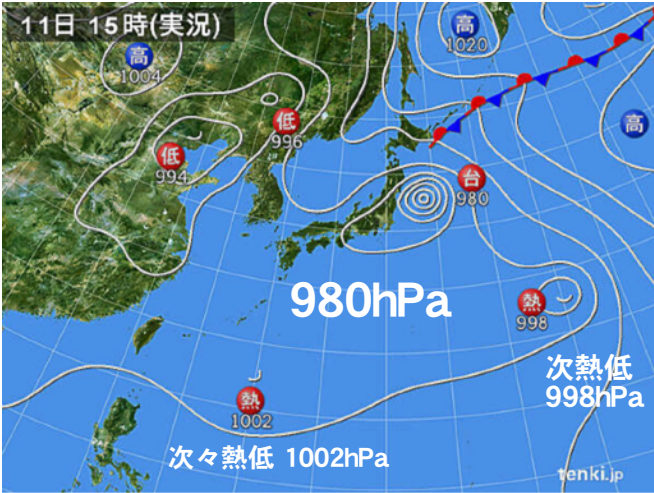 11日 15時(実況)
高
1004
高
1020
低
996
高
低
994
台
980
980hPa
熱
998
次熱低
998hPa
熱
1002
次々熱低 1002hPa
tenki.jp